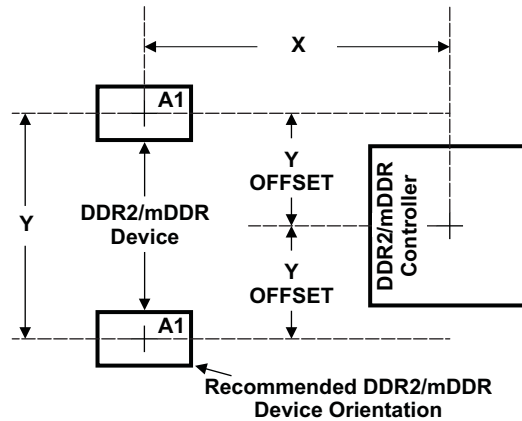 X
A1
Y
OFFSET
DDR2/mDDR
Controller
Y
DDR2/mDDR
Device
Y
OFFSET
A1
Recommended DDR2/mDDR
Device Orientation